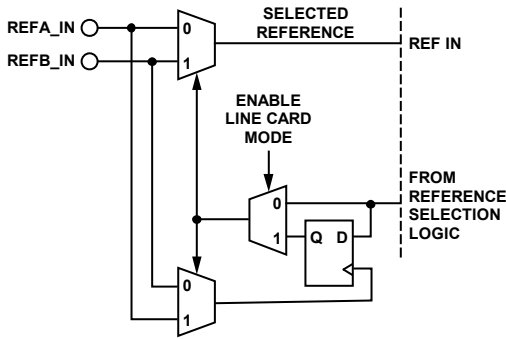 SELECTED
REFERENCE
REFA_IN
0
REF IN
REFB_IN
1
ENABLE
LINE CARD
MODE
FROM
REFERENCE
SELECTION
LOGIC
0
1
Q D
0
1